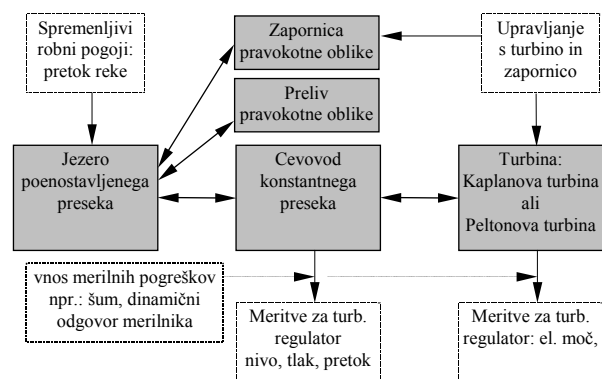 Spremenljivi
robni pogoji:
pretok reke
Zapornica
pravokotne oblike
Upravljanje
s turbino in
zapornico
Preliv
pravokotne oblike
Jezero
poenostavljenega
preseka
Cevovod
konstantnega
preseka
Turbina:
Kaplanova turbina
ali
Peltonova turbina
vnos merilnih pogreškov
npr.: šum, dinamični
odgovor merilnika
Meritve za turb.
regulator
nivo, tlak, pretok
Meritve za turb.
regulator: el. moč,